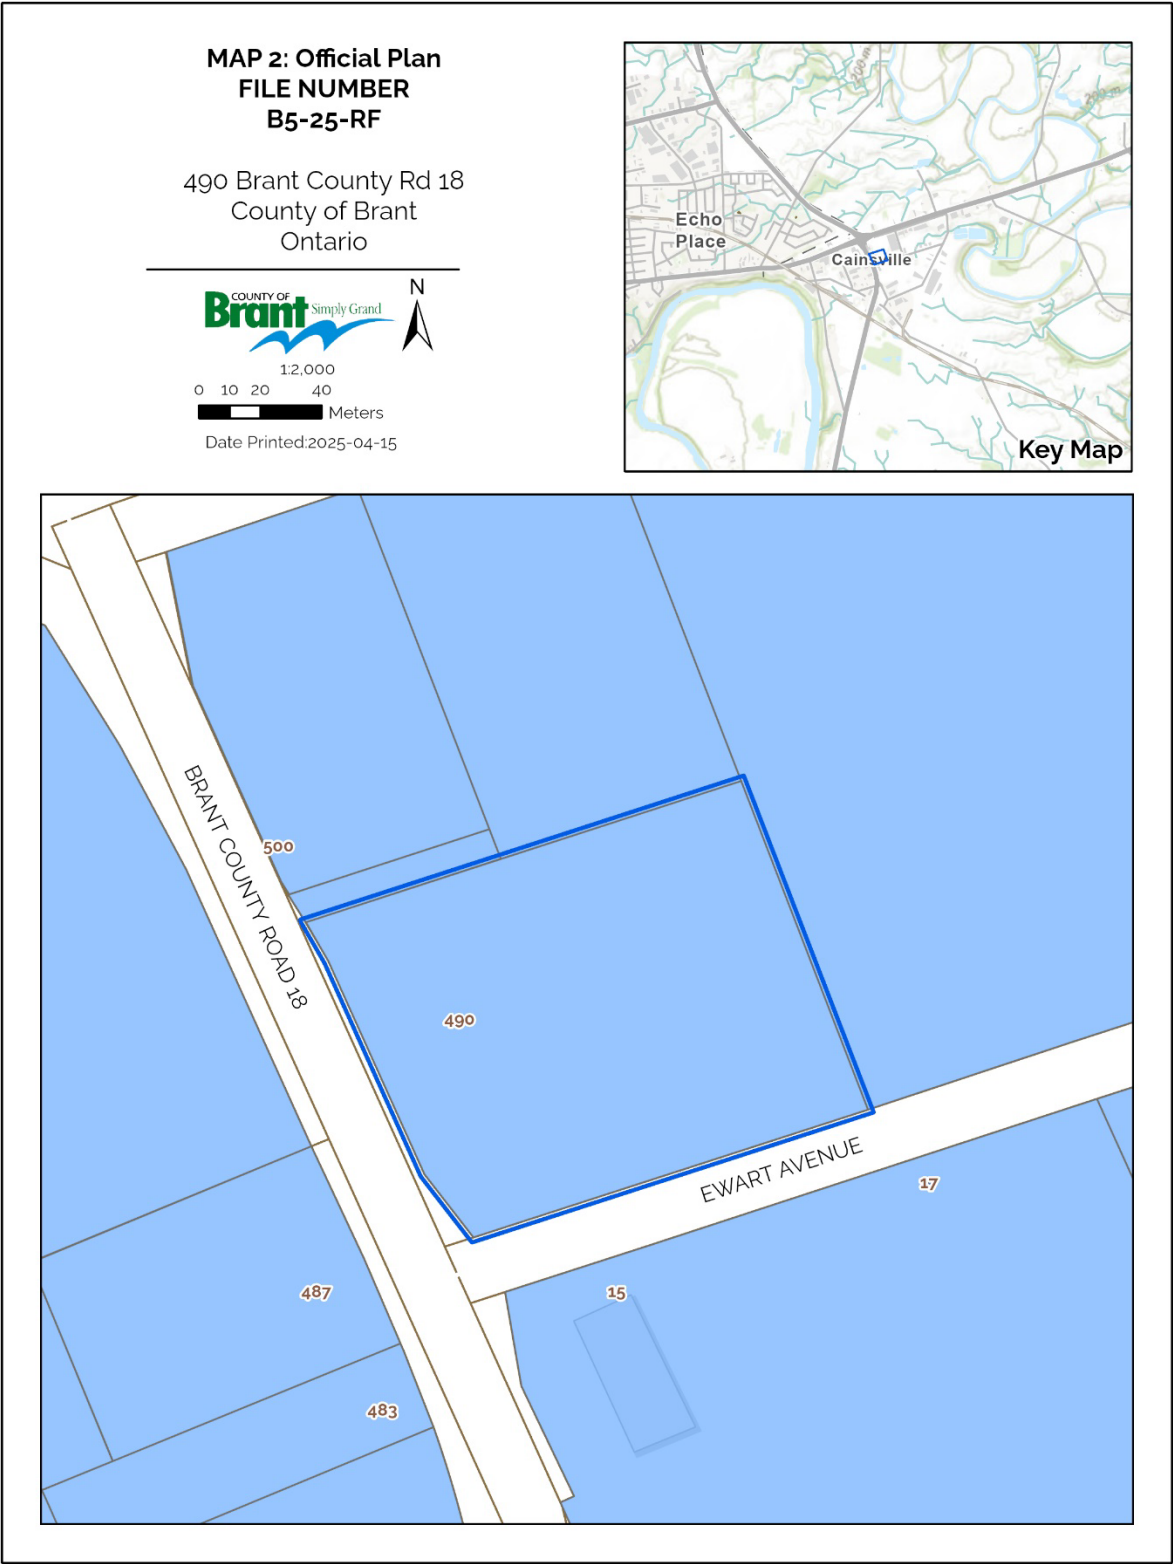 MAP 2: Official Plan
FILE NUMBER
B5-25-RF
490 Brant County Rd 18
County of Brant
Ontario
COUNTY OF
Brant Simply Grand
N
1:2,000
0 10 20 40
Meters
Date Printed:2025-04-15
200 m
200 m
Echo
Place
Cainsville
Key Map
BRANT COUNTY ROAD 18
500
490
EWART AVENUE
17
15
487
483